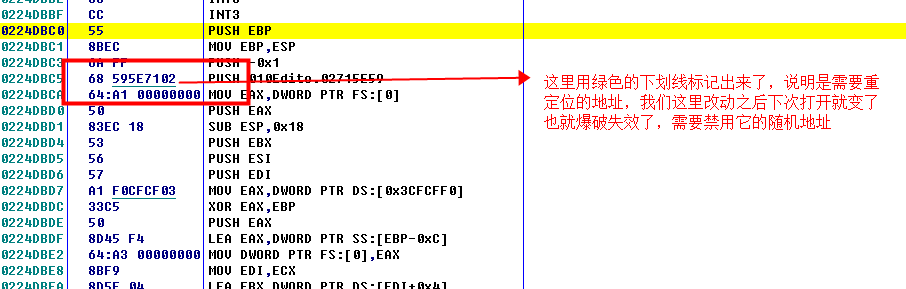 INT3
0224DBBF CC INT3
0224DBC0 55 PUSH EBP
0224DBC1 8BEC MOV EBP,ESP
0224DBC3 6A FF PUSH -0x1
0224DBC5 68 595E7102 PUSH 010Edito.02715E59
0224DBCA 64:A1 00000000 MOV EAX,DWORD PTR FS:[0]
0224DBD0 50 PUSH EAX
0224DBD1 83EC 18 SUB ESP,0x18
0224DBD4 53 PUSH EBX
0224DBD5 56 PUSH ESI
0224DBD6 57 PUSH EDI
0224DBD7 A1 F0CFCF03 MOV EAX,DWORD PTR DS:[0x3CFCFF0]
0224DBDC 33C5 XOR EAX,EBP
0224DBDE 50 PUSH EAX
0224DBDF 8D45 F4 LEA EAX,DWORD PTR SS:[EBP-0xC]
0224DBE2 64:A3 00000000 MOV DWORD PTR FS:[0],EAX
0224DBE8 8BF9 MOV EDI,ECX
0224DBEA 8D5F 04 LEA EBX,DWORD PTR DS:[EDI+0x4]
这里用绿色的下划线标记出来了，说明是需要重
定位的地址，我们这里改动之后下次打开就变了
也就爆破失效了，需要禁用它的随机地址